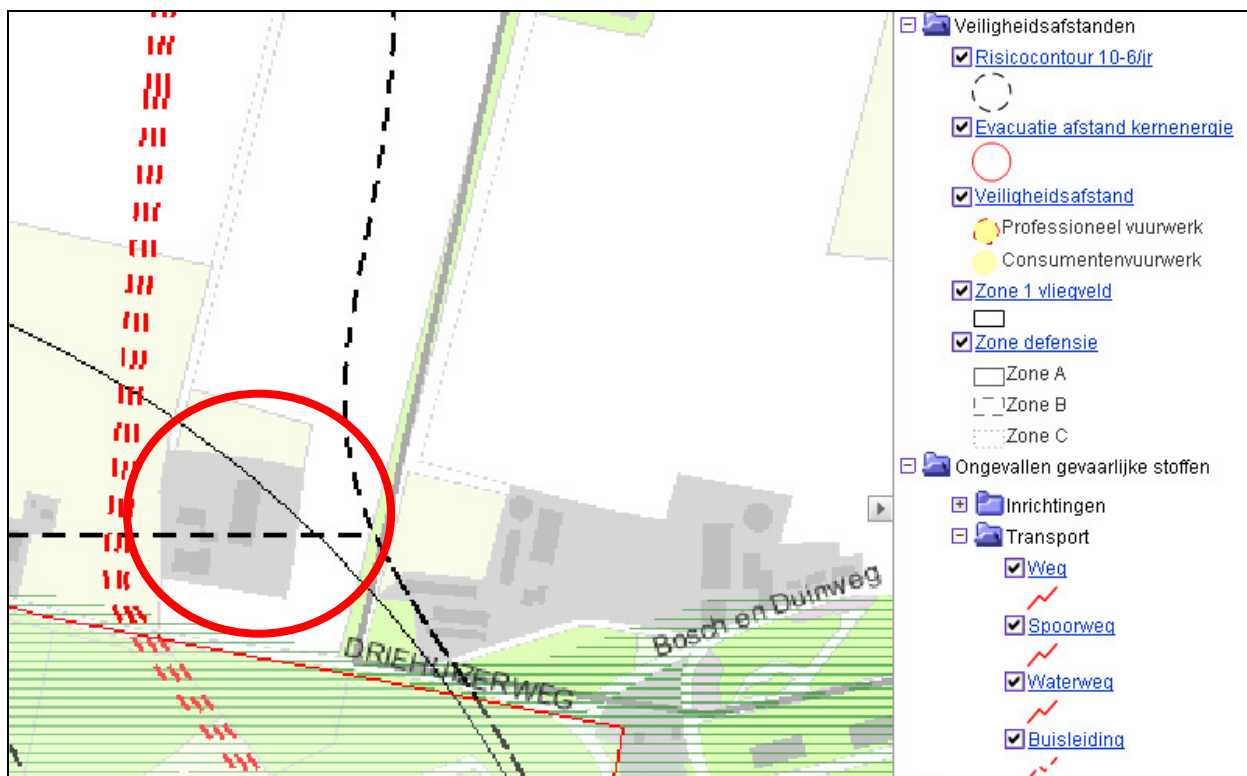 DRIEHUIZERWEG
Bosch en Duinweg
Veiligheidsafstanden
Risicocontour 10-6/jr
Evacuatie afstand kernenergie
Veiligheidsafstand
Professioneel vuurwerk
Consumentenvuurwerk
Zone 1 vliegveld
Zone defensie
Zone A
Zone B
Zone C
Ongevallen gevaarlijke stoffen
Inrichtingen
Transport
Weg
Spoorweg
Waterweg
Buisleiding